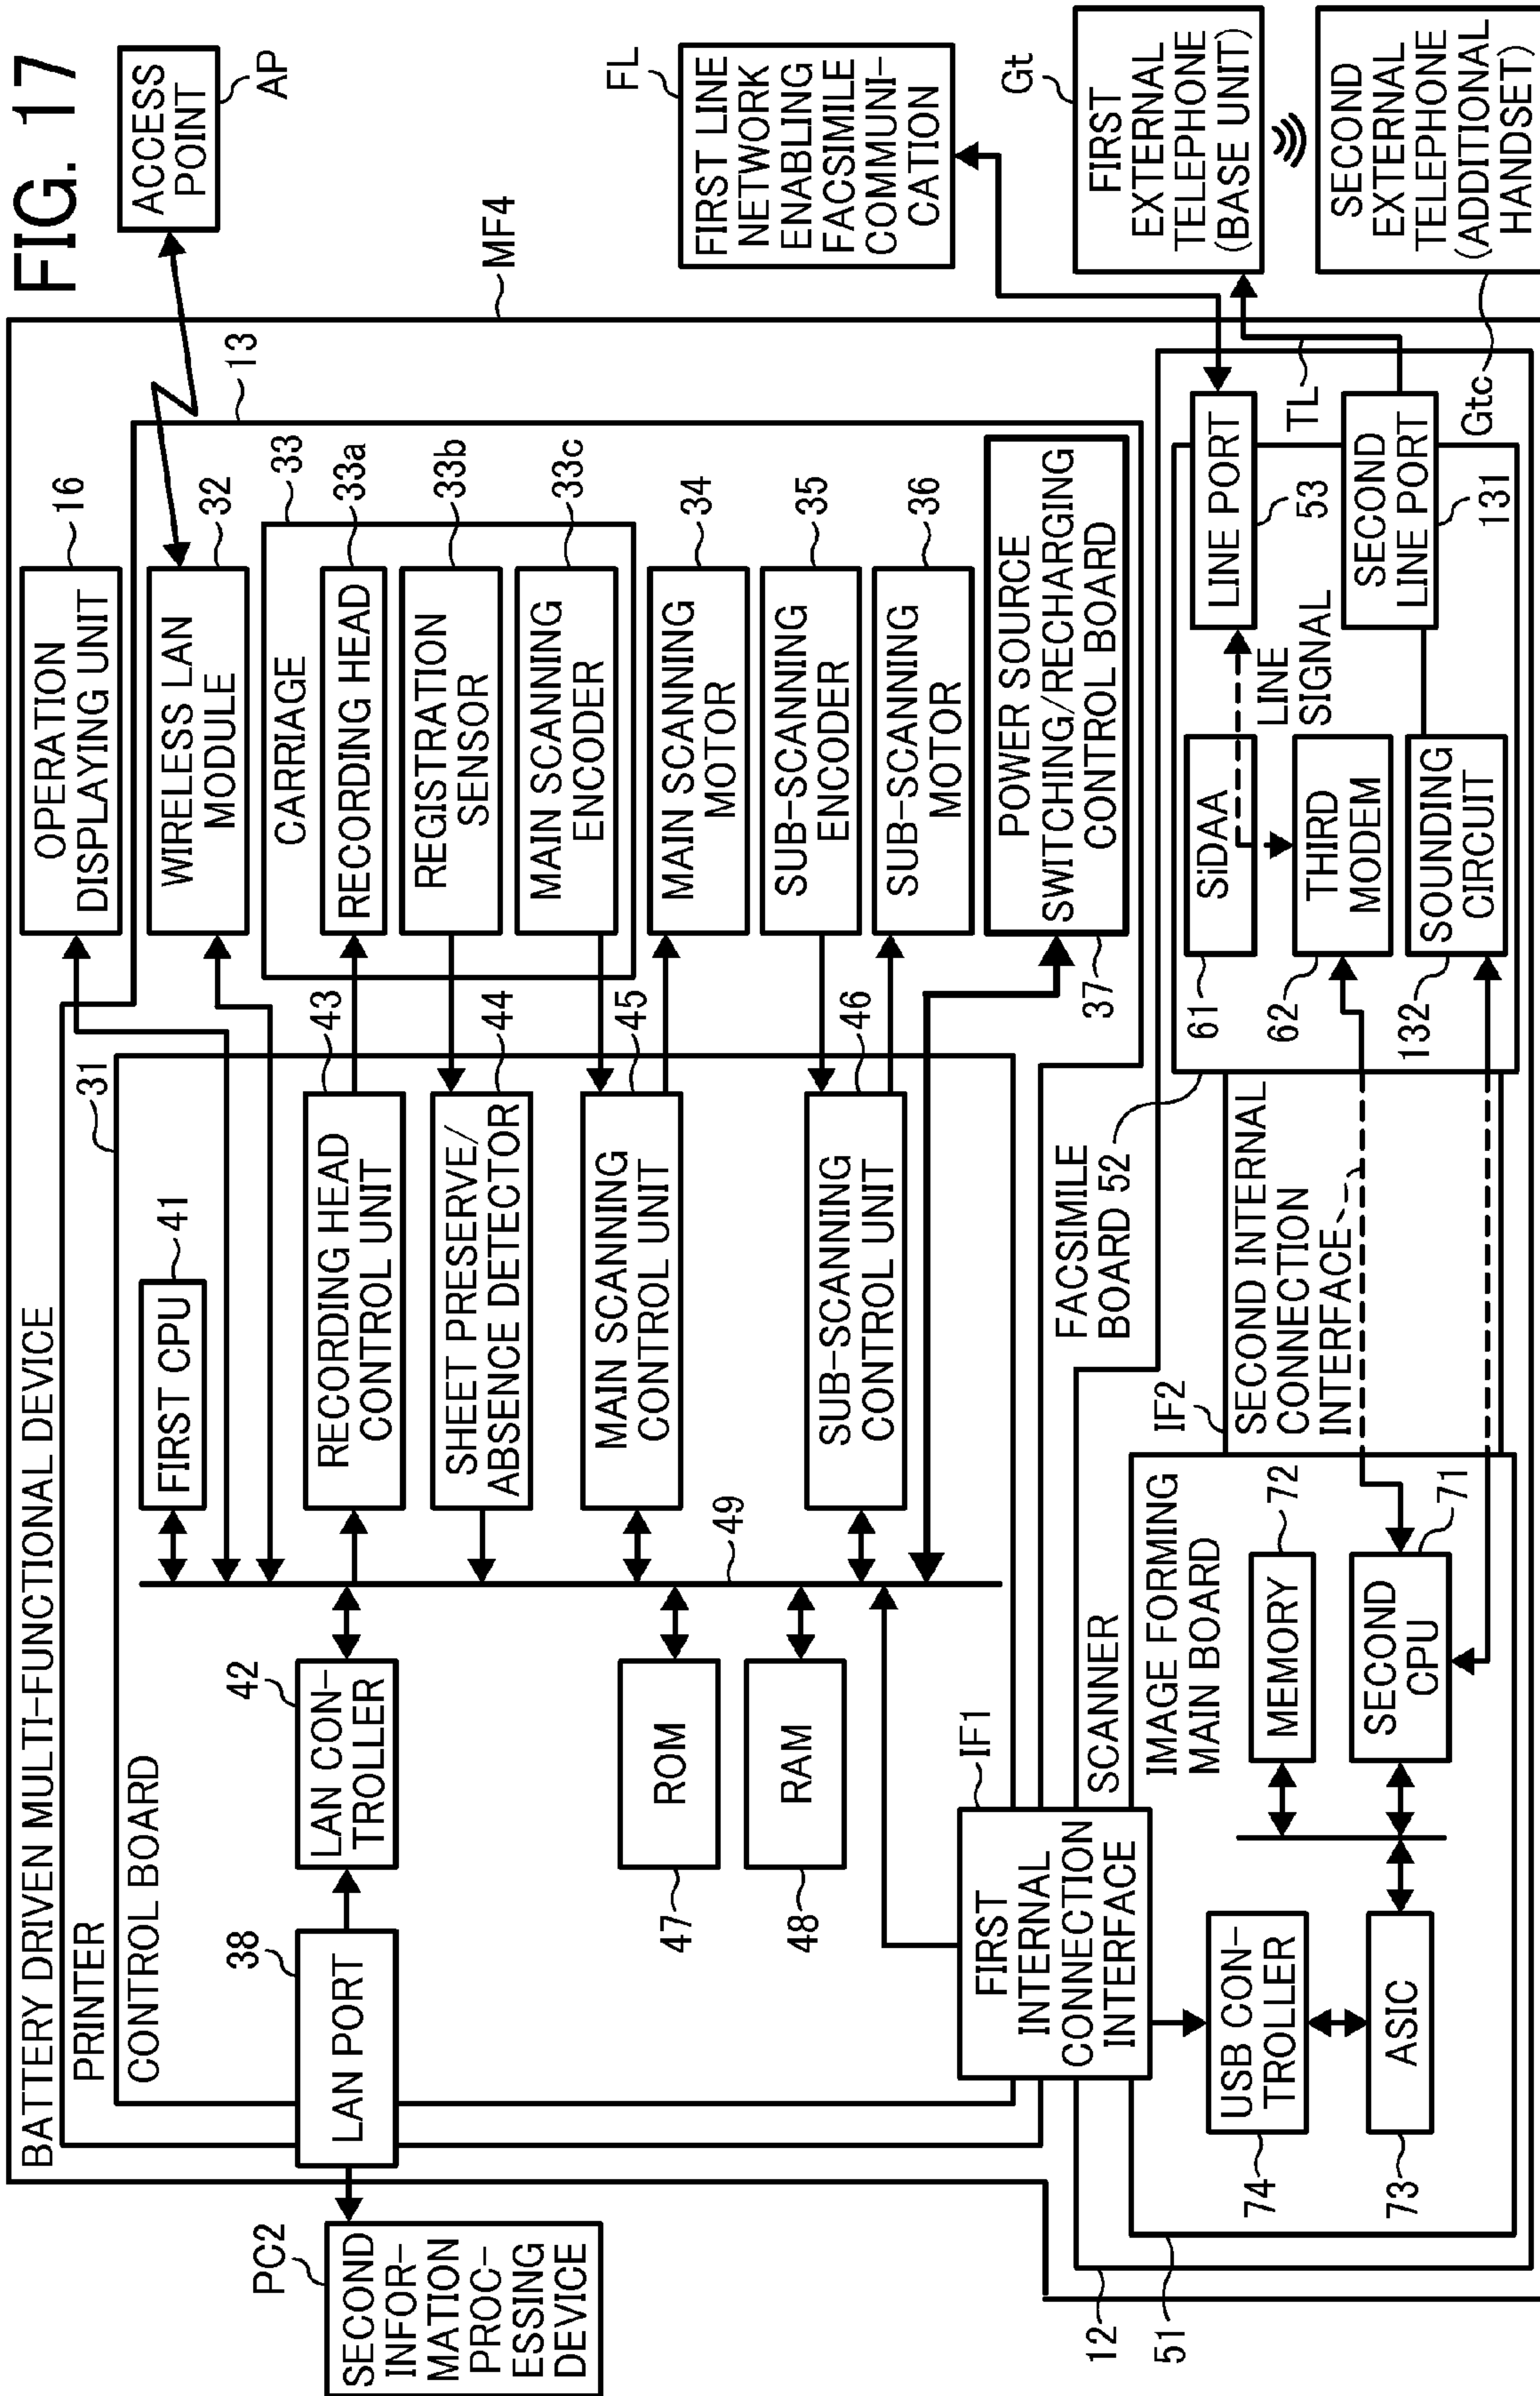 FIG. 17
BATTERY DRIVEN MULTI-FUNCTIONAL DEVICE
MF4
PRINTER
13
CONTROL BOARD
31
ACCESS
POINT
AP
PC2
SECOND
INFOR-
MATION
PROC-
ESSING
DEVICE
38
LAN PORT
42
LAN CON-
TROLLER
FIRST CPU
41
ROM
47
RAM
48
49
RECORDING HEAD
CONTROL UNIT
43
SHEET PRESERVE/
ABSENCE DETECTOR
44
MAIN SCANNING
CONTROL UNIT
45
SUB-SCANNING
CONTROL UNIT
46
OPERATION
DISPLAYING UNIT
16
WIRELESS LAN
MODULE
32
CARRIAGE
33
RECORDING HEAD
33a
REGISTRATION
SENSOR
33b
MAIN SCANNING
ENCODER
33c
MAIN SCANNING
MOTOR
34
SUB-SCANNING
ENCODER
35
SUB-SCANNING
MOTOR
36
POWER SOURCE
SWITCHING/RECHARGING
CONTROL BOARD
37
FIRST
INTERNAL
CONNECTION
INTERFACE
IF1
SCANNER
12
IMAGE FORMING
MAIN BOARD
51
USB CON-
TROLLER
74
ASIC
73
MEMORY
72
SECOND
CPU
71
IF2
SECOND INTERNAL
CONNECTION
INTERFACE
FACSIMILE
BOARD 52
SiDAA
61
THIRD
MODEM
62
SOUNDING
CIRCUIT
132
LINE
SIGNAL
LINE PORT
53
SECOND
LINE PORT
131
TL
FL
FIRST LINE
NETWORK
ENABLING
FACSIMILE
COMMUNI-
CATION
Gt
FIRST
EXTERNAL
TELEPHONE
(BASE UNIT)
Gtc
SECOND
EXTERNAL
TELEPHONE
(ADDITIONAL
HANDSET)